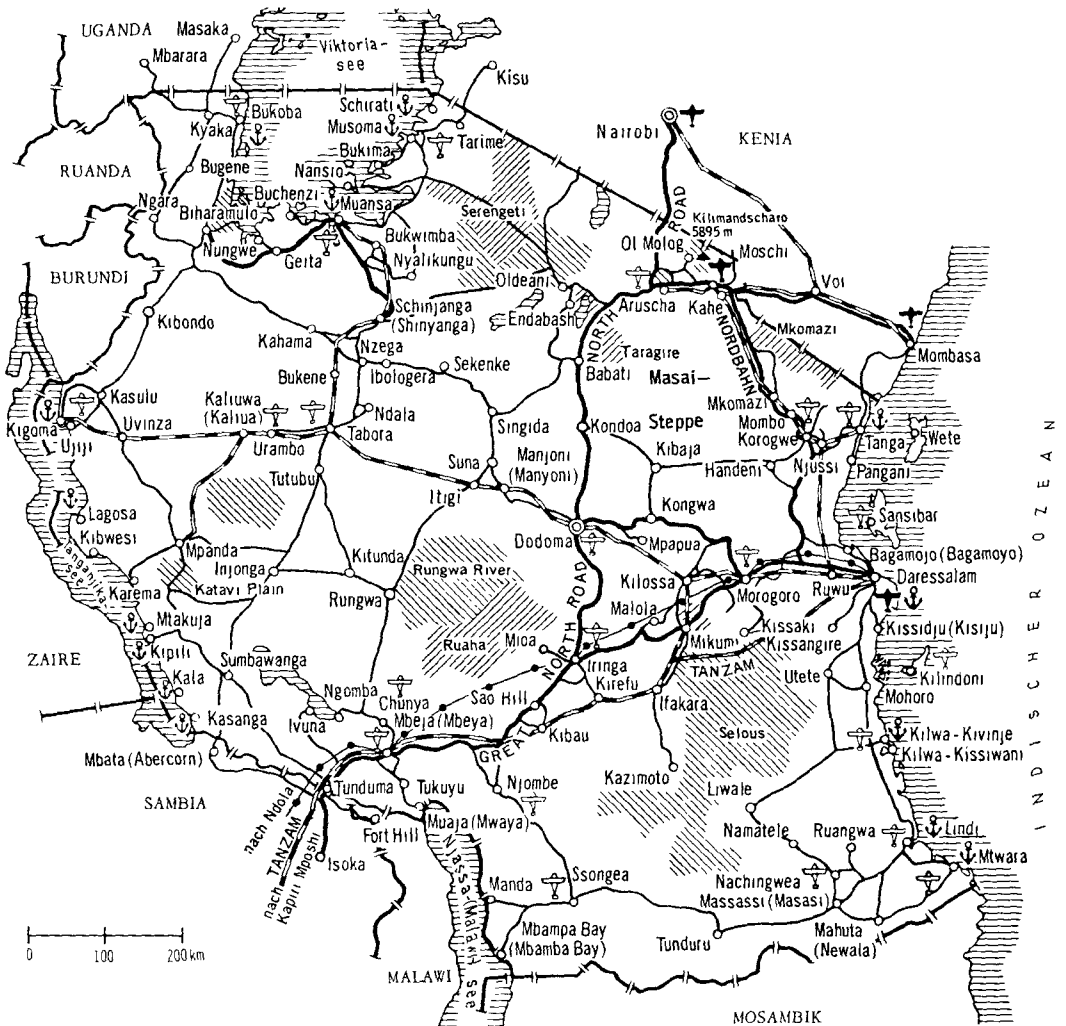 UGANDA
Masaka
Mbarara
Viktoria-
see
Kisu
Schirati
Bukoba
Musoma
Kyaka
Tarime
Nairobi
KENIA
RUANDA
Bugene
Bukima
Nansio
Ngara
Buchenzi
Muansa
Biharamulo
Serengeti
ROAD
Kilimandscharo
5895 m
Ol Molog
Moschi
Nungwe
Geita
Bukwimba
Nyalikungu
BURUNDI
Oldeani
Voi
Aruscha
Kahe
Schinjanga
(Shinyanga)
Endabash
NORTH
NORDBAHN
Mkomazi
Kibondo
Kahama
Nzega
Ibologera
Sekenke
Taragire
Babati
Mombasa
Bukene
Masai-
Kasulu
Kaliuwa
(Kaliua)
Ndala
Mkomazi
Mombo
Kigoma
Ujiji
Uvinza
Urambo
Tabora
Singida
Kondoa
Steppe
Korogwe
Tanga
Wete
Suna
Manjoni
(Manyoni)
Kibaja
Handeni
Njussi
Pangani
Tutubu
Itigi
Kongwa
Lagosa
Sansibar
Kibwesi
Tanganjika
see
Dodoma
Mpapua
Bagamojo (Bagamoyo)
Mpanda
Kitunda
Injonga
Rungwa River
Kilossa
Daressalam
Karema
Katavi Plain
Rungwa
Malola
Morogoro
Ruwu
Mtakuja
NORTH ROAD
Kissaki
Kissidju (Kisiju)
Kipili
Ruaha
Mloa
Mikumi
Kissangire
ZAIRE
Sumbawanga
Iringa
TANZAM
Kala
Ngomba
Chunya
Sao Hill
Kirefu
Utete
Kilindoni
Ifakara
Mohoro
Kasanga
Ivuna
Mbeja (Mbeya)
GREAT
Kibau
Selous
Kilwa-Kivinje
Mbata (Abercorn)
Kilwa-Kissiwani
Kazimoto
SAMBIA
Tunduma
Tukuyu
Njombe
Liwale
nach Ndola
TANZAM
Muaja (Mwaya)
Fort Hill
Namatele
Ruangwa
Lindi
nach
Kapiri Mposhi
Isoka
Mtwara
Njassa-(Malawi-)see
Manda
Ssongea
Nachingwea
Massassi (Masasi)
0 100 200 km
Mbampa Bay
(Mbamba Bay)
Tunduru
Mahuta
(Newala)
MALAWI
MOSAMBIK
INDISCHER OZEAN